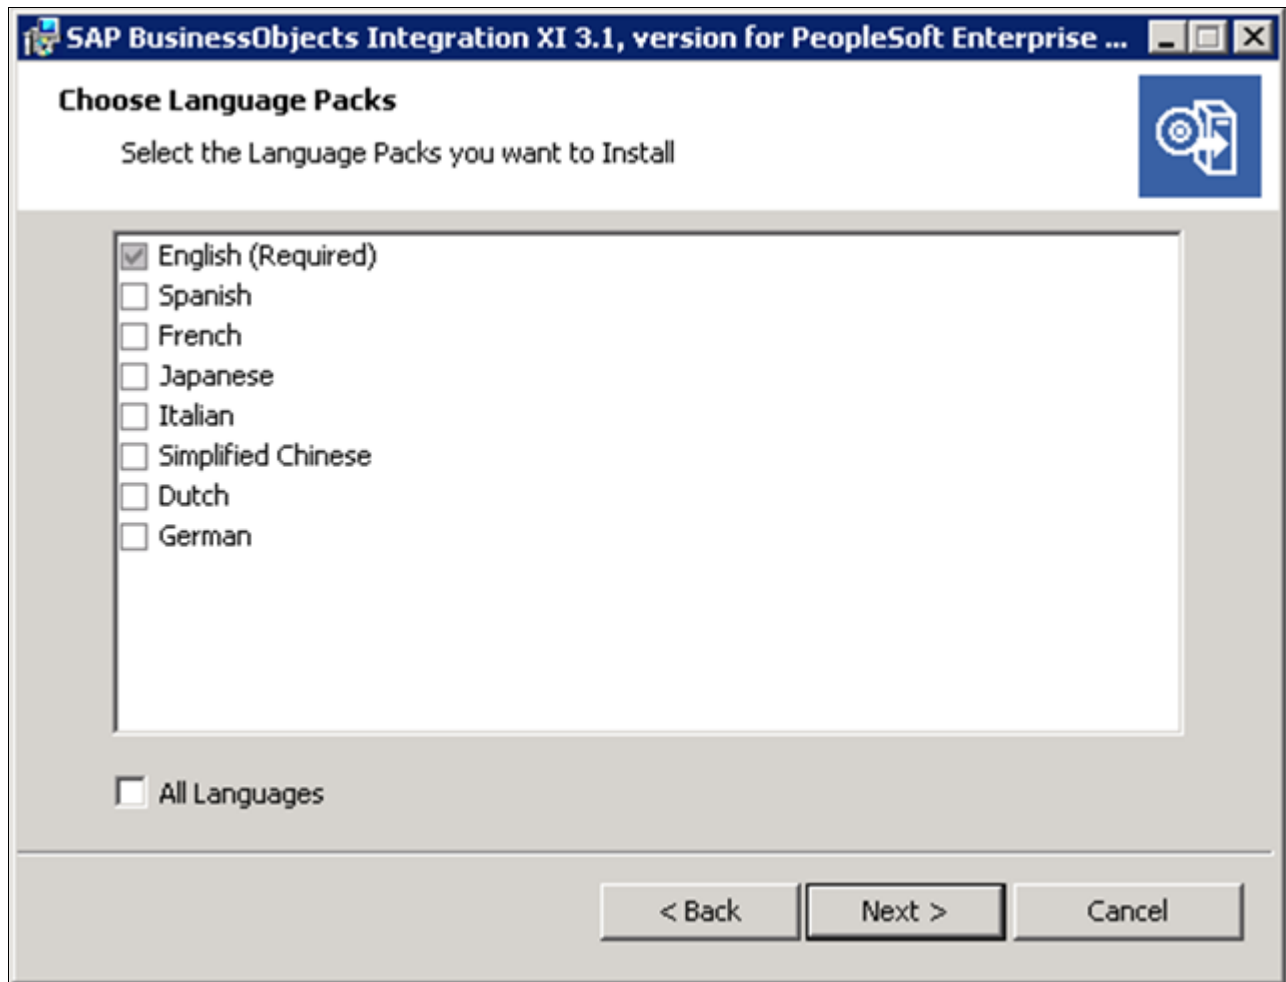 SAP BusinessObjects Integration XI 3.1, version for PeopleSoft Enterprise ...
Choose Language Packs
Select the Language Packs you want to Install
English (Required)
Spanish
French
Japanese
Italian
Simplified Chinese
Dutch
German
All Languages
< Back
Next >
Cancel